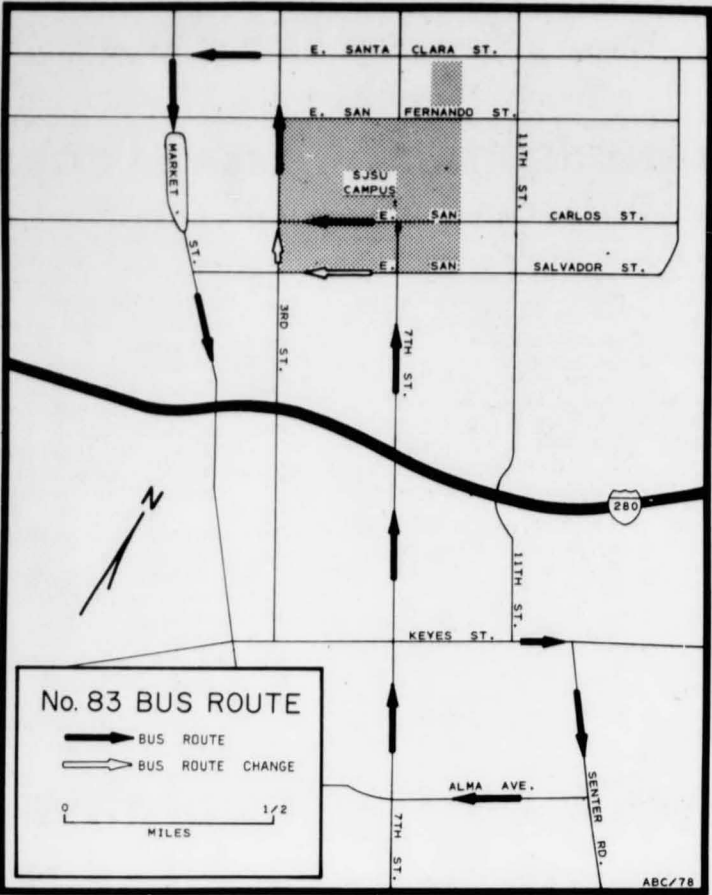 E. SANTA CLARA ST.
E. SAN FERNANDO ST.
MARKET ST.
11TH ST.
SJSU
CAMPUS
E. SAN CARLOS ST.
E. SAN SALVADOR ST.
3RD ST.
7TH ST.
280
N
11TH ST.
KEYES ST.
No. 83 BUS ROUTE
BUS ROUTE
BUS ROUTE CHANGE
0 1/2
MILES
ALMA AVE.
SENTER RD.
7TH ST.
ABC/78